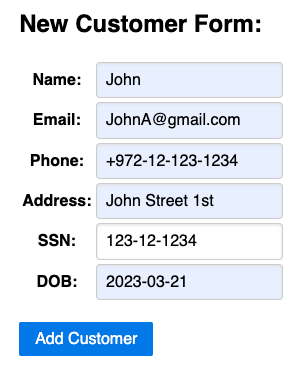 New Customer Form:
Name: John
Email: JohnA@gmail.com
Phone: +972-12-123-1234
Address: John Street 1st
SSN: 123-12-1234
DOB: 2023-03-21
Add Customer